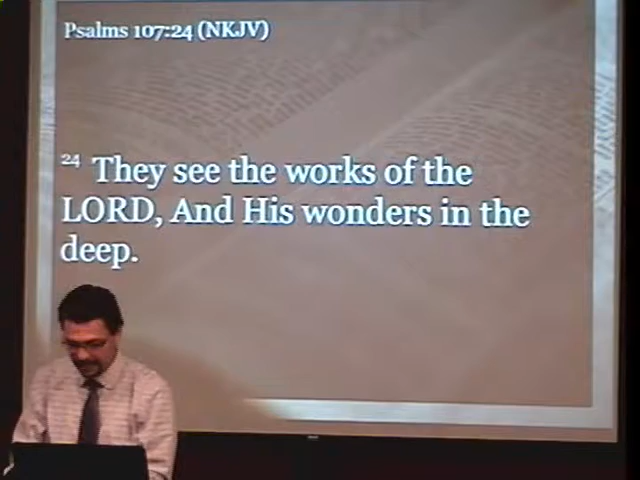 Psalms 107:24 (NKJV)
24 They see the works of the
LORD, And His wonders in the
deep.